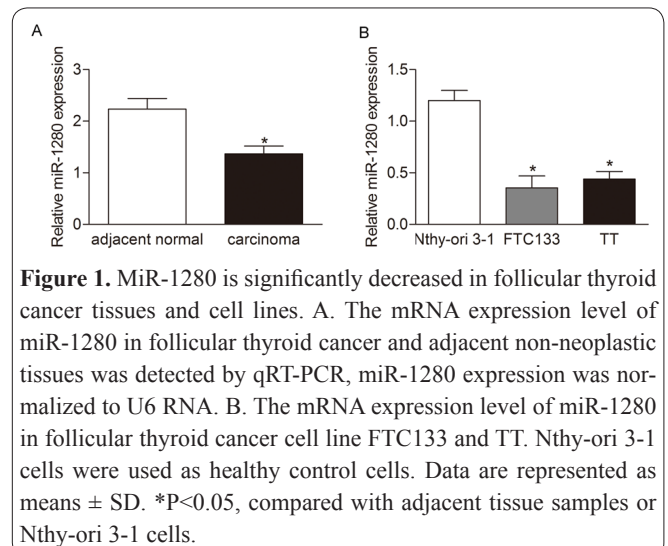 A
B
Relative miR-1280 expression
3
2
1
0
*
adjacent normal carcinoma
Relative miR-1280 expression
1.5
1.0
0.5
0.0
*
*
Nthy-ori 3-1 FTC133 TT
Figure 1. MiR-1280 is significantly decreased in follicular thyroid
cancer tissues and cell lines. A. The mRNA expression level of
miR-1280 in follicular thyroid cancer and adjacent non-neoplastic
tissues was detected by qRT-PCR, miR-1280 expression was nor-
malized to U6 RNA. B. The mRNA expression level of miR-1280
in follicular thyroid cancer cell line FTC133 and TT. Nthy-ori 3-1
cells were used as healthy control cells. Data are represented as
means ± SD. *P<0.05, compared with adjacent tissue samples or
Nthy-ori 3-1 cells.